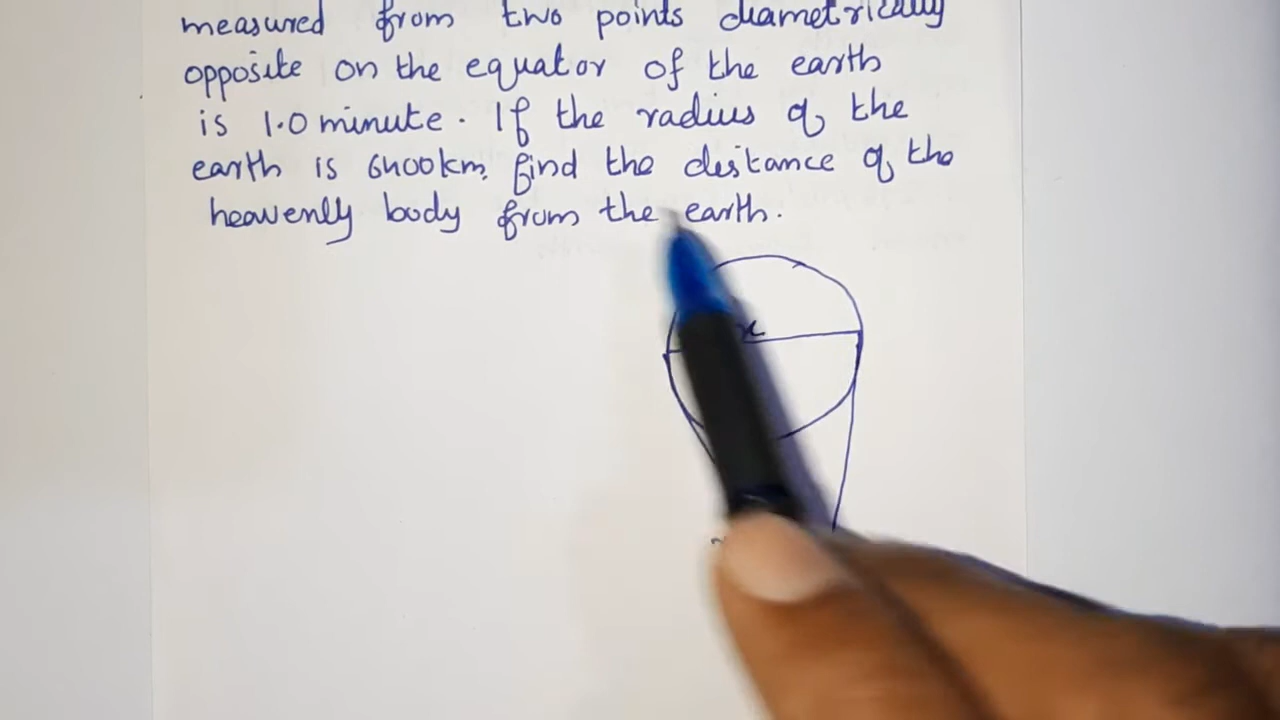 measured from two points diametrically
opposite on the equator of the earth
is 1.0 minute. If the radius of the
earth is 6400km, find the distance of the
heavenly body from the earth.
x